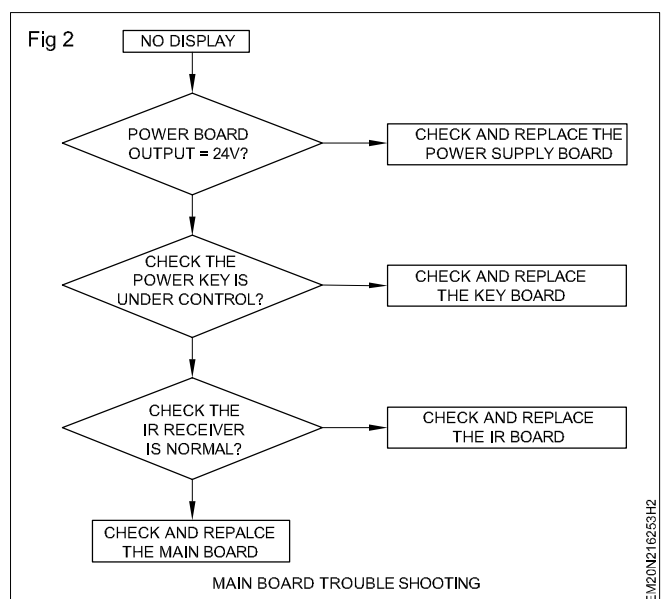 Fig 2
NO DISPLAY
POWER BOARD
OUTPUT = 24V?
CHECK AND REPLACE THE
POWER SUPPLY BOARD
CHECK THE
POWER KEY IS
UNDER CONTROL?
CHECK AND REPLACE
THE KEY BOARD
CHECK THE
IR RECEIVER
IS NORMAL?
CHECK AND REPLACE
THE IR BOARD
CHECK AND REPALCE
THE MAIN BOARD
MAIN BOARD TROUBLE SHOOTING
EM20N216253H2